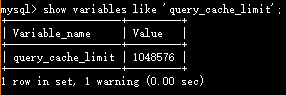 mysql> show variables like 'query_cache_limit';
+-------------------+---------+
| Variable_name     | Value   |
+-------------------+---------+
| query_cache_limit | 1048576 |
+-------------------+---------+
1 row in set, 1 warning (0.00 sec)